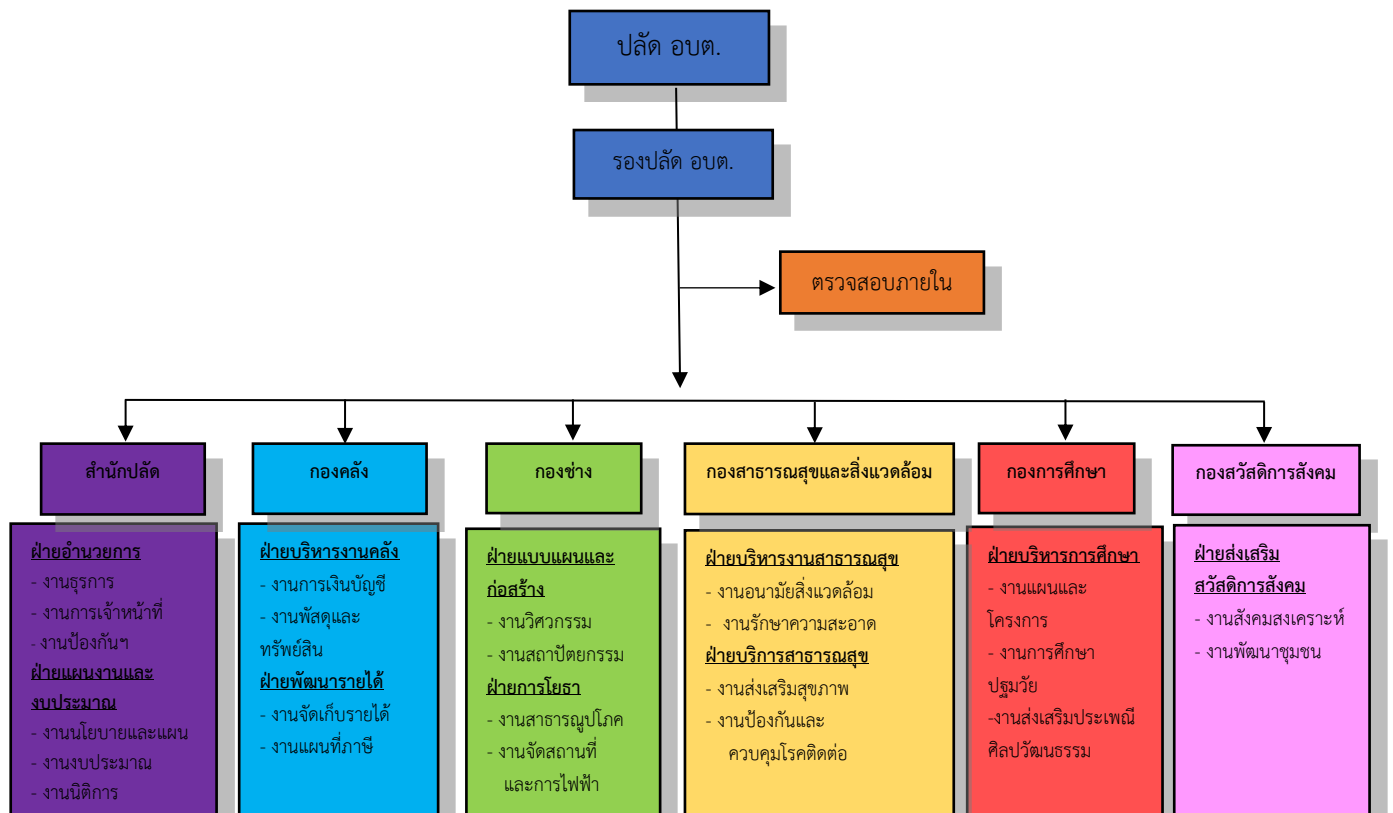 ปลัด อบต.
รองปลัด อบต.
ตรวจสอบภายใน
สำนักปลัด
ฝ่ายอำนวยการ
- งานธุรการ
- งานการเจ้าหน้าที่
- งานป้องกันฯ
ฝ่ายแผนงานและ
งบประมาณ
- งานนโยบายและแผน
- งานงบประมาณ
- งานนิติการ
กองคลัง
ฝ่ายบริหารงานคลัง
- งานการเงินบัญชี
- งานพัสดุและ
ทรัพย์สิน
ฝ่ายพัฒนารายได้
- งานจัดเก็บรายได้
- งานแผนที่ภาษี
กองช่าง
ฝ่ายแบบแผนและ
ก่อสร้าง
- งานวิศวกรรม
- งานสถาปัตยกรรม
ฝ่ายการโยธา
- งานสาธารณูปโภค
- งานจัดสถานที่
และการไฟฟ้า
กองสาธารณสุขและสิ่งแวดล้อม
ฝ่ายบริหารงานสาธารณสุข
- งานอนามัยสิ่งแวดล้อม
- งานรักษาความสะอาด
ฝ่ายบริการสาธารณสุข
- งานส่งเสริมสุขภาพ
- งานป้องกันและ
ควบคุมโรคติดต่อ
กองการศึกษา
ฝ่ายบริหารการศึกษา
- งานแผนและ
โครงการ
- งานการศึกษา
ปฐมวัย
-งานส่งเสริมประเพณี
ศิลปวัฒนธรรม
กองสวัสดิการสังคม
ฝ่ายส่งเสริม
สวัสดิการสังคม
- งานสังคมสงเคราะห์
- งานพัฒนาชุมชน